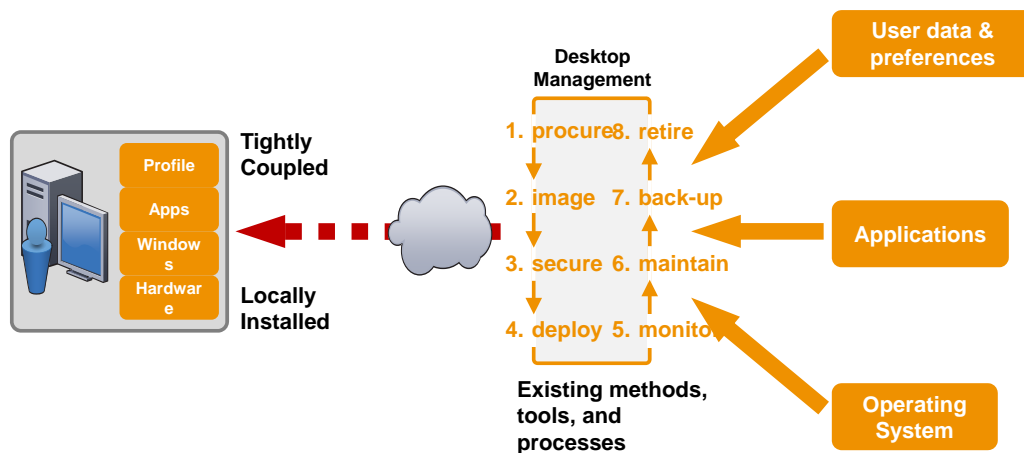 Profile
Apps
Window
s
Hardwar
e
Tightly
Coupled
Locally
Installed
Desktop
Management
1. procure
2. image
3. secure
4. deploy
8. retire
7. back-up
6. maintain
5. monitor
Existing methods,
tools, and
processes
User data &
preferences
Applications
Operating
System